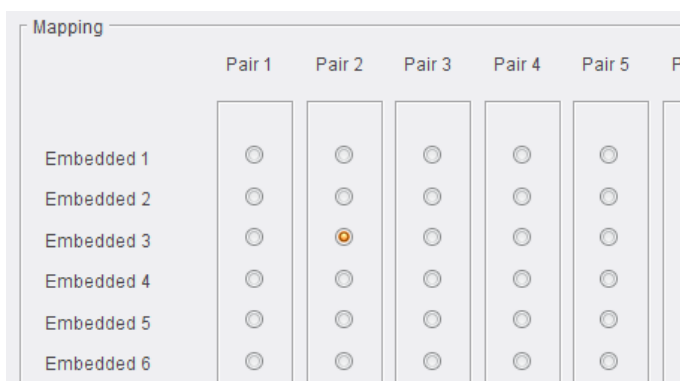 Mapping
Pair 1 Pair 2 Pair 3 Pair 4 Pair 5
Embedded 1
Embedded 2
Embedded 3
Embedded 4
Embedded 5
Embedded 6